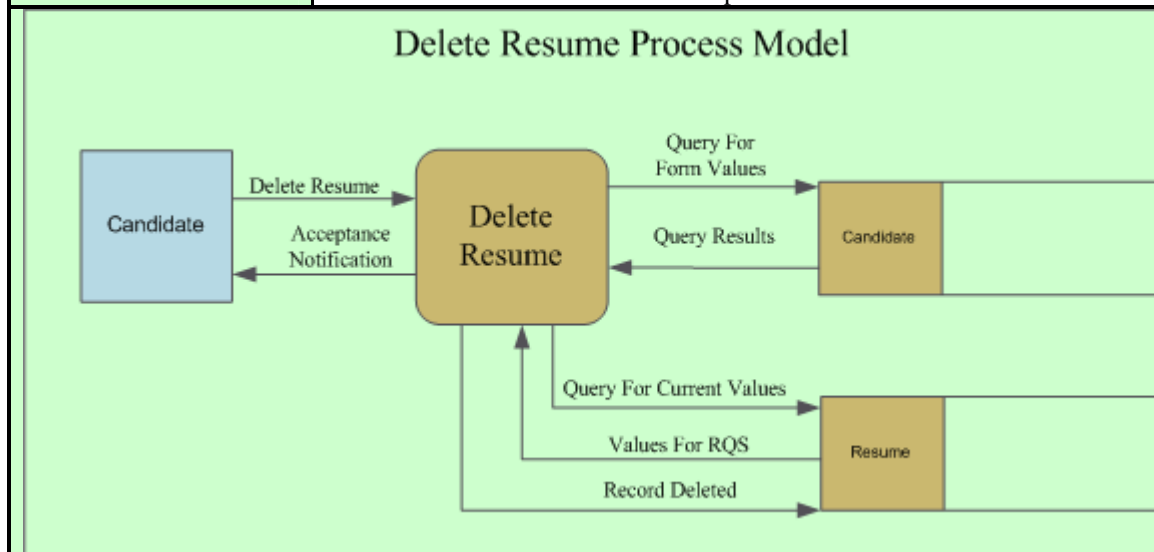 Delete Resume Process Model
Query For
Form Values
Delete Resume
Candidate
Acceptance
Notification
Delete
Resume
Query Results
Candidate
Query For Current Values
Values For RQS
Resume
Record Deleted